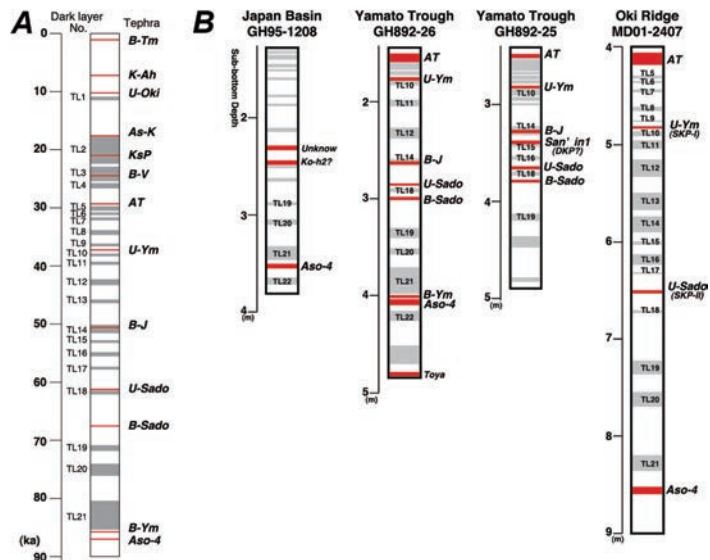 A
Dark layer No.
Tephra
0
10
20
30
40
50
60
70
80
(ka)
90
TL1
TL2
TL3
TL4
TL5
TL6
TL7
TL8
TL9
TL10
TL11
TL12
TL13
TL14
TL15
TL16
TL17
TL18
TL19
TL20
TL21
B-Tm
K-Ah
U-Oki
As-K
KsP
B-V
AT
U-Ym
B-J
U-Sado
B-Sado
B-Ym
Aso-4
B
Japan Basin
GH95-1208
Sub-bottom Depth
2
3
4
(m)
TL19
TL20
TL21
TL22
Unknow
Ko-h2?
Aso-4
Yamato Trough
GH892-26
2
3
4
5
(m)
TL10
TL11
TL12
TL14
TL18
TL19
TL20
TL21
TL22
AT
U-Ym
B-J
U-Sado
B-Sado
B-Ym
Aso-4
Toya
Yamato Trough
GH892-25
3
4
5
(m)
TL10
TL14
TL15
TL16
TL18
TL19
AT
U-Ym
B-J
San' in1
(DKP?)
U-Sado
B-Sado
Oki Ridge
MD01-2407
4
6
9
8
9
(m)
TL5
TL6
TL7
TL8
TL9
TL10
TL11
TL12
TL13
TL14
TL15
TL16
TL17
TL18
TL19
TL20
TL21
AT
U-Ym
(SKP-I)
U-Sado
(SKP-II)
Aso-4